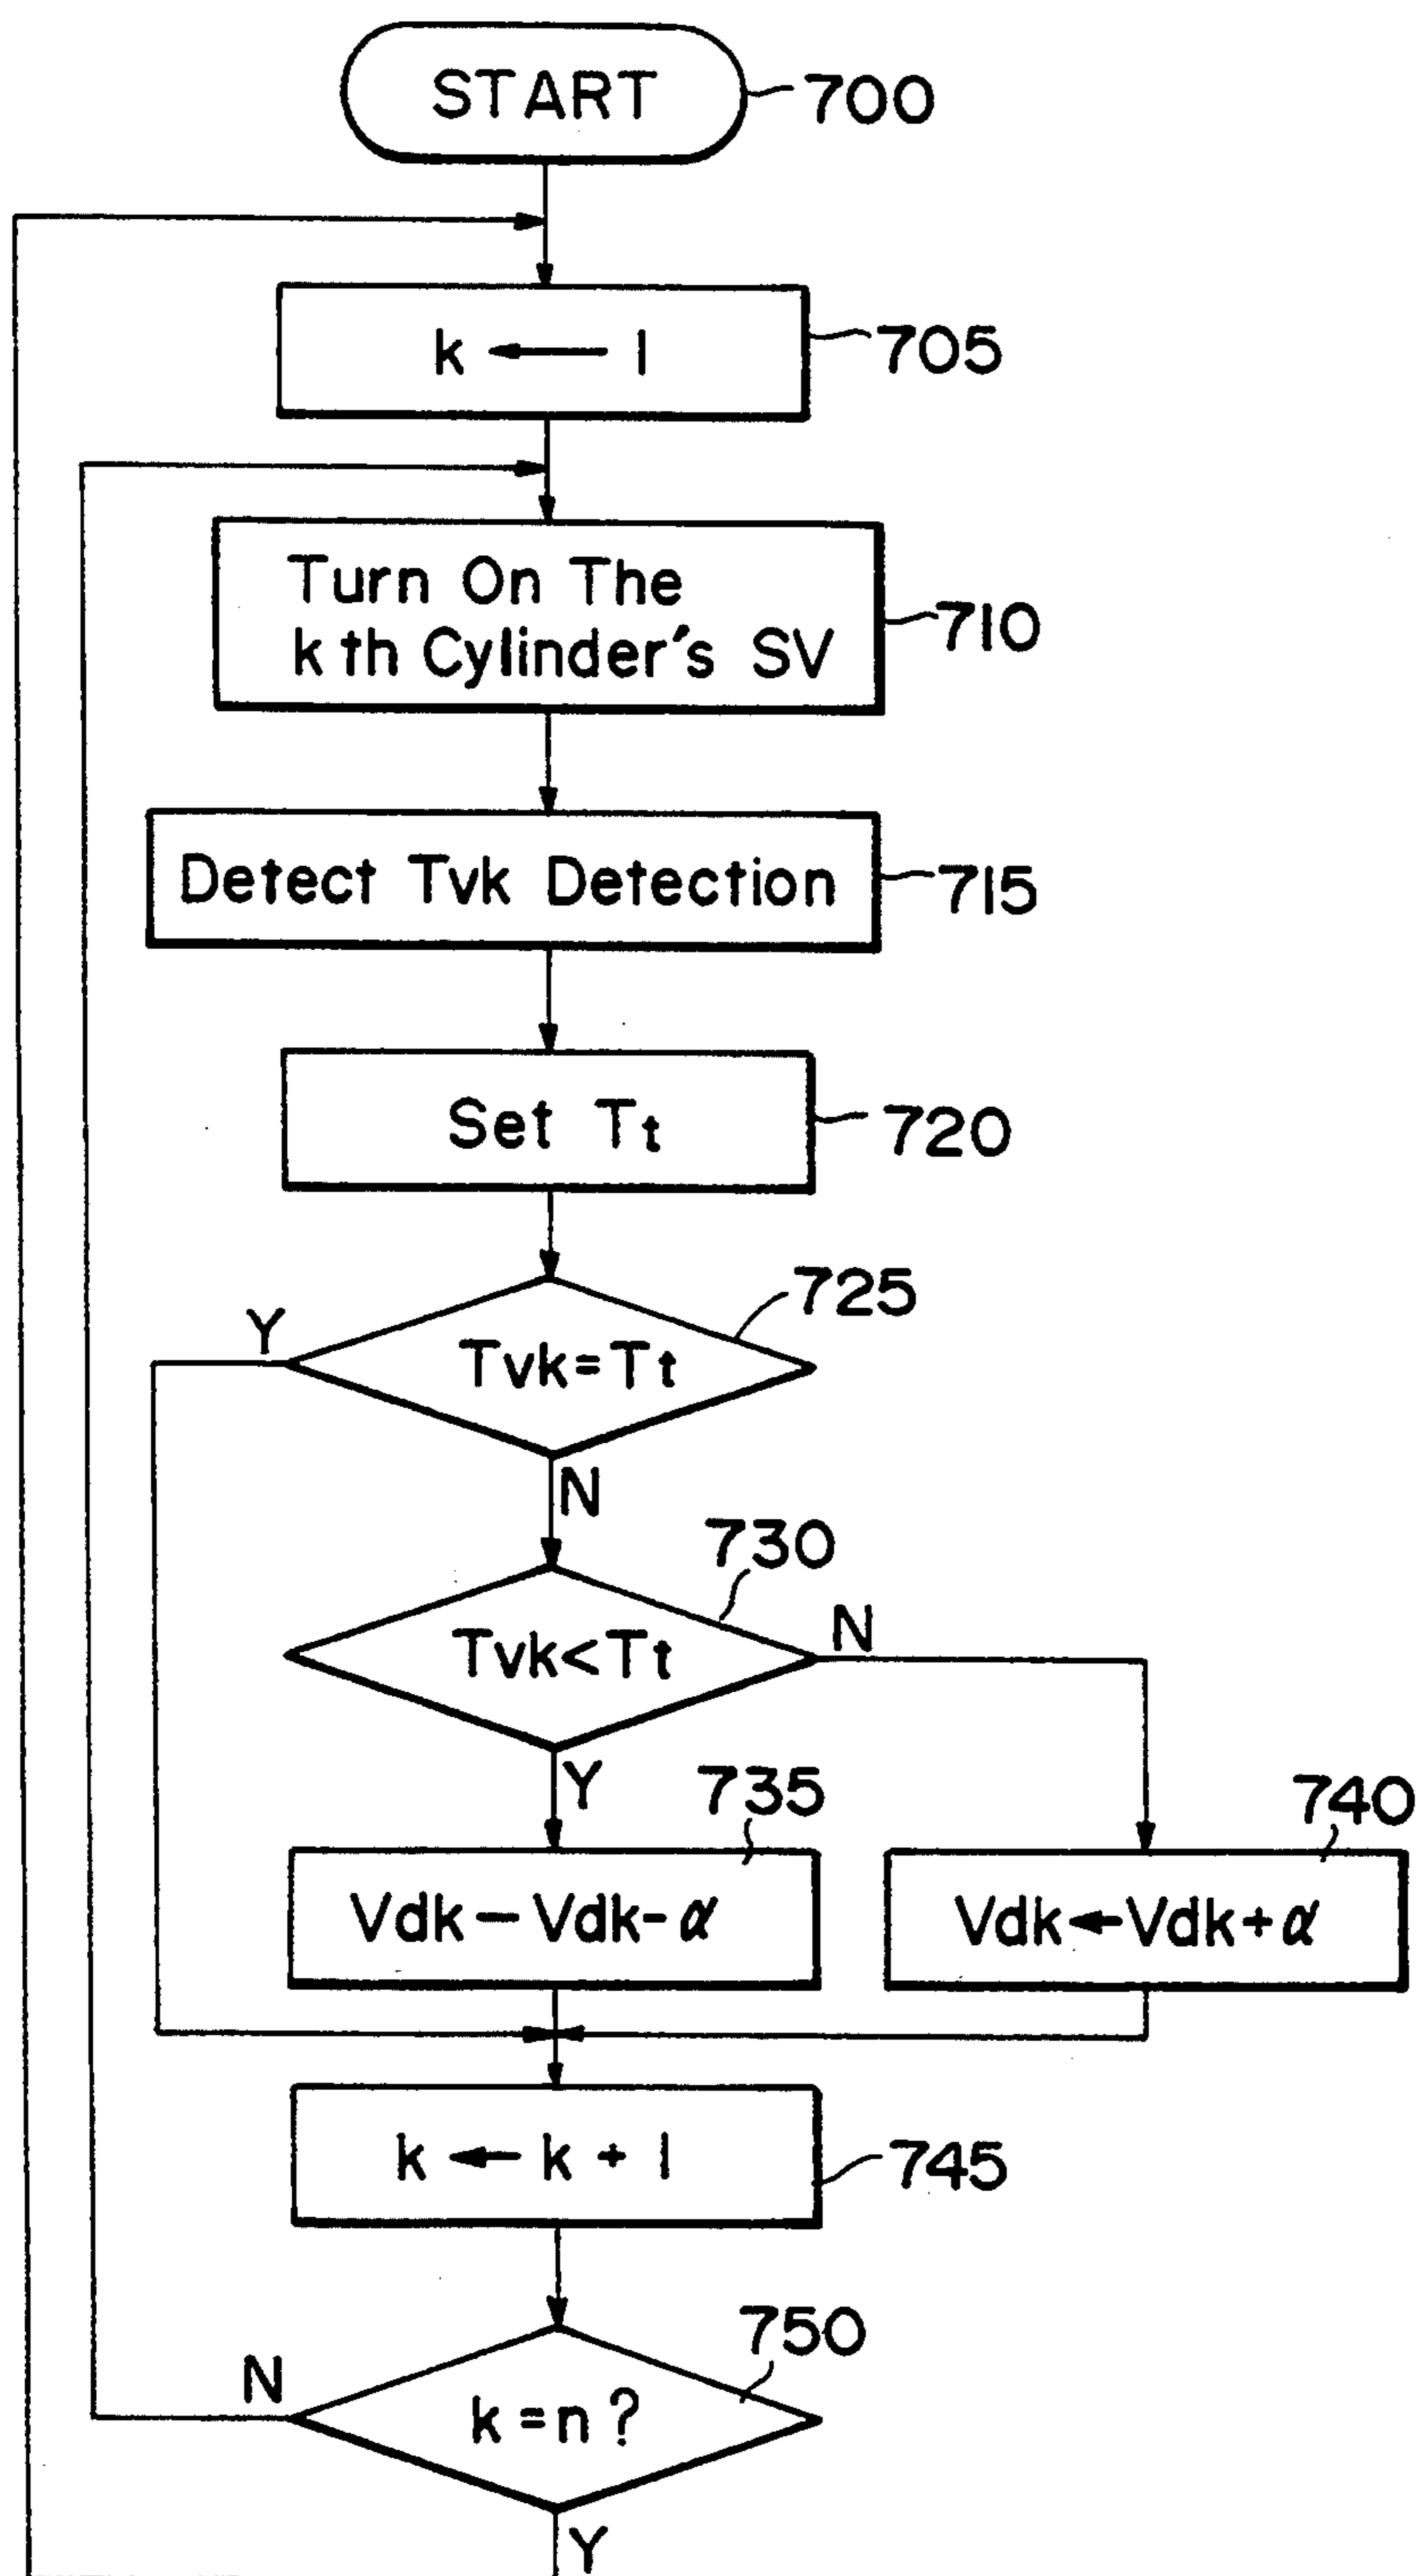 START
700
k ← 1
705
Turn On The
k th Cylinder's SV
710
Detect Tvk Detection
715
Set Tt
720
725
Y
Tvk=Tt
N
730
Tvk<Tt
N
Y
735
740
Vdk – Vdk-α
Vdk←Vdk+α
k ← k + 1
745
750
N
k=n?
Y